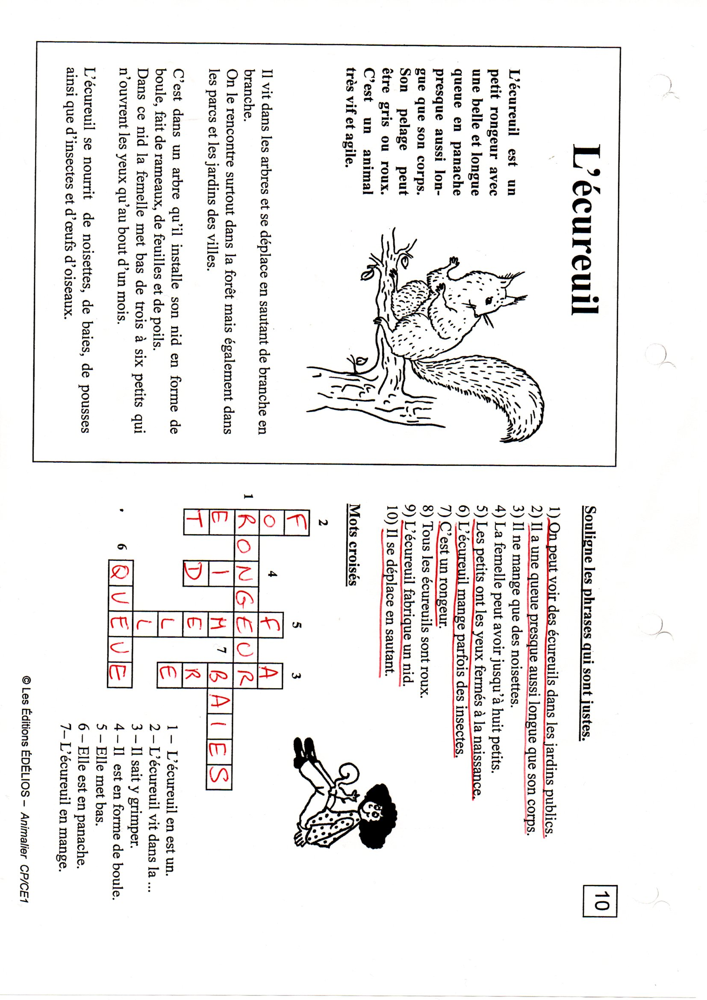 L'écureuil
L'écureuil est un
petit rongeur avec
une belle et longue
queue en panache
presque aussi lon-
gue que son corps.
Son pelage peut
être gris ou roux.
C'est un animal
très vif et agile.
Il vit dans les arbres et se déplace en sautant de branche en
branche.
On le rencontre surtout dans la forêt mais également dans
les parcs et les jardins des villes.
C'est dans un arbre qu'il installe son nid en forme de
boule, fait de rameaux, de feuilles et de poils.
Dans ce nid la femelle met bas de trois à six petits qui
n'ouvrent les yeux qu'au bout d'un mois.
L'écureuil se nourrit de noisettes, de baies, de pousses
ainsi que d'insectes et d'œufs d'oiseaux.
10
Souligne les phrases qui sont justes.
1) On peut voir des écureuils dans les jardins publics.
2) Il a une queue presque aussi longue que son corps.
3) Il ne mange que des noisettes.
4) La femelle peut avoir jusqu'à huit petits.
5) Les petits ont les yeux fermés à la naissance.
6) L'écureuil mange parfois des insectes.
7) C'est un rongeur.
8) Tous les écureuils sont roux.
9) L'écureuil fabrique un nid.
10) Il se déplace en sautant.
Mots croisés
2
F
4 5 3
O F A
1 R O N G E U R
E I M 7 B A I E S
T D E R
L E
L
6 Q U E U E
1 – L'écureuil en est un.
2 – L'écureuil vit dans la ...
3 – Il sait y grimper.
4 – Il est en forme de boule.
5 – Elle met bas.
6 – Elle est en panache.
7– L'écureuil en mange.
© Les Éditions ÉDÉLIOS – Animalier CP/CE1